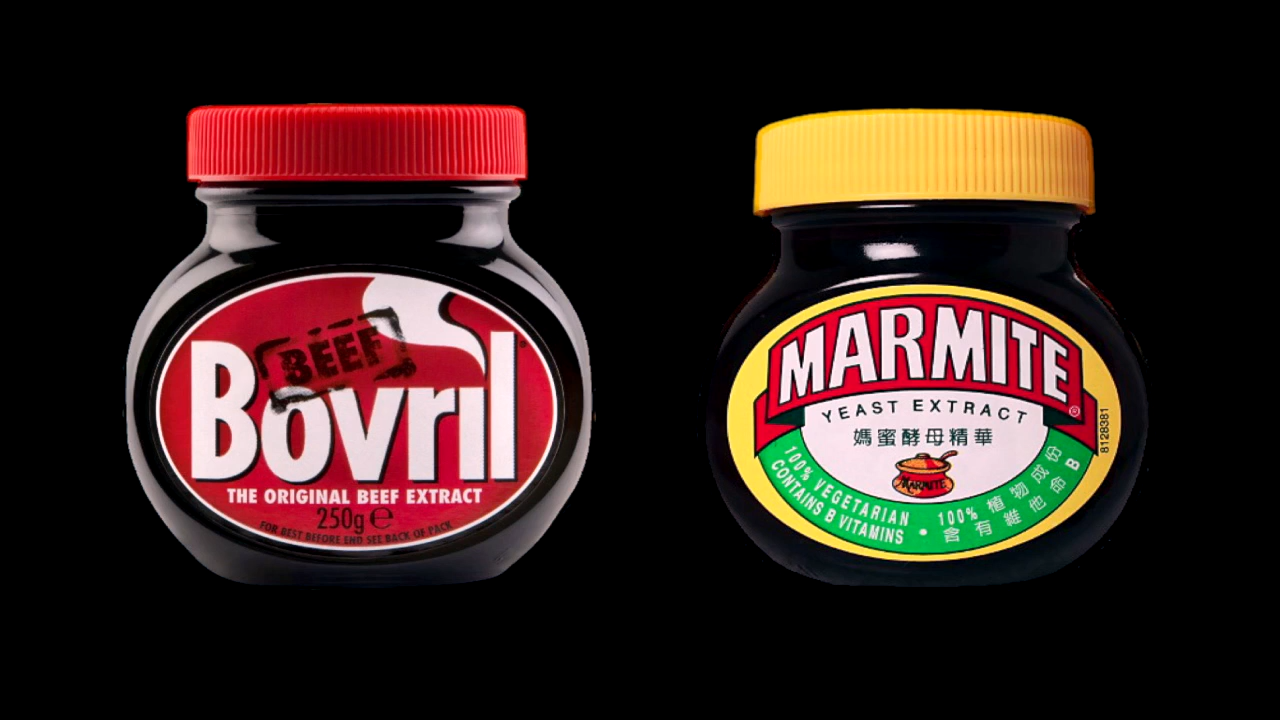 BEEF
Bovril
THE ORIGINAL BEEF EXTRACT
250g ℮
FOR BEST BEFORE END SEE BACK OF PACK
MARMITE®
YEAST EXTRACT
媽蜜酵母精華
MARMITE
100% VEGETARIAN
CONTAINS B VITAMINS
•
100% 植物成份
含有維他命B
8128381